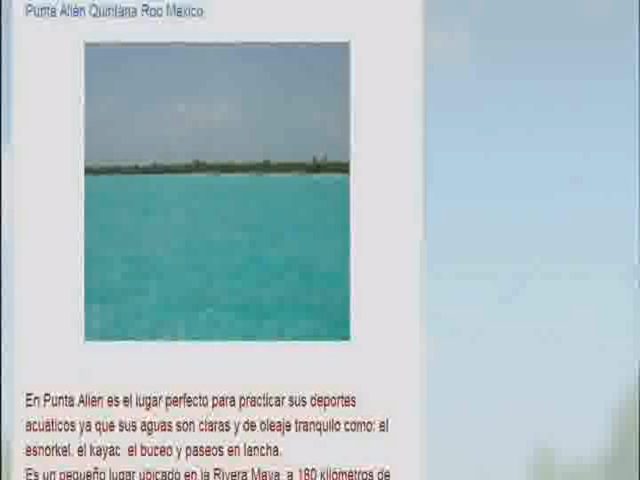 Punta Allen Quintana Roo Mexico
En Punta Allen es el lugar perfecto para practicar sus deportes
acuáticos ya que sus aguas son claras y de oleaje tranquilo como: el
esnorkel, el kayac el buceo y paseos en lancha.
Es un pequeño lugar ubicado en la Rivera Maya, a 180 kilómetros de